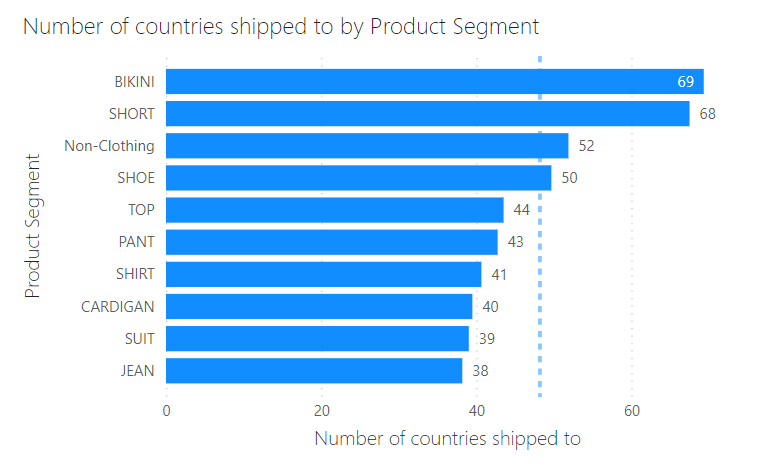 Number of countries shipped to by Product Segment
Product Segment
BIKINI 69
SHORT 68
Non-Clothing 52
SHOE 50
TOP 44
PANT 43
SHIRT 41
CARDIGAN 40
SUIT 39
JEAN 38
0 20 40 60
Number of countries shipped to